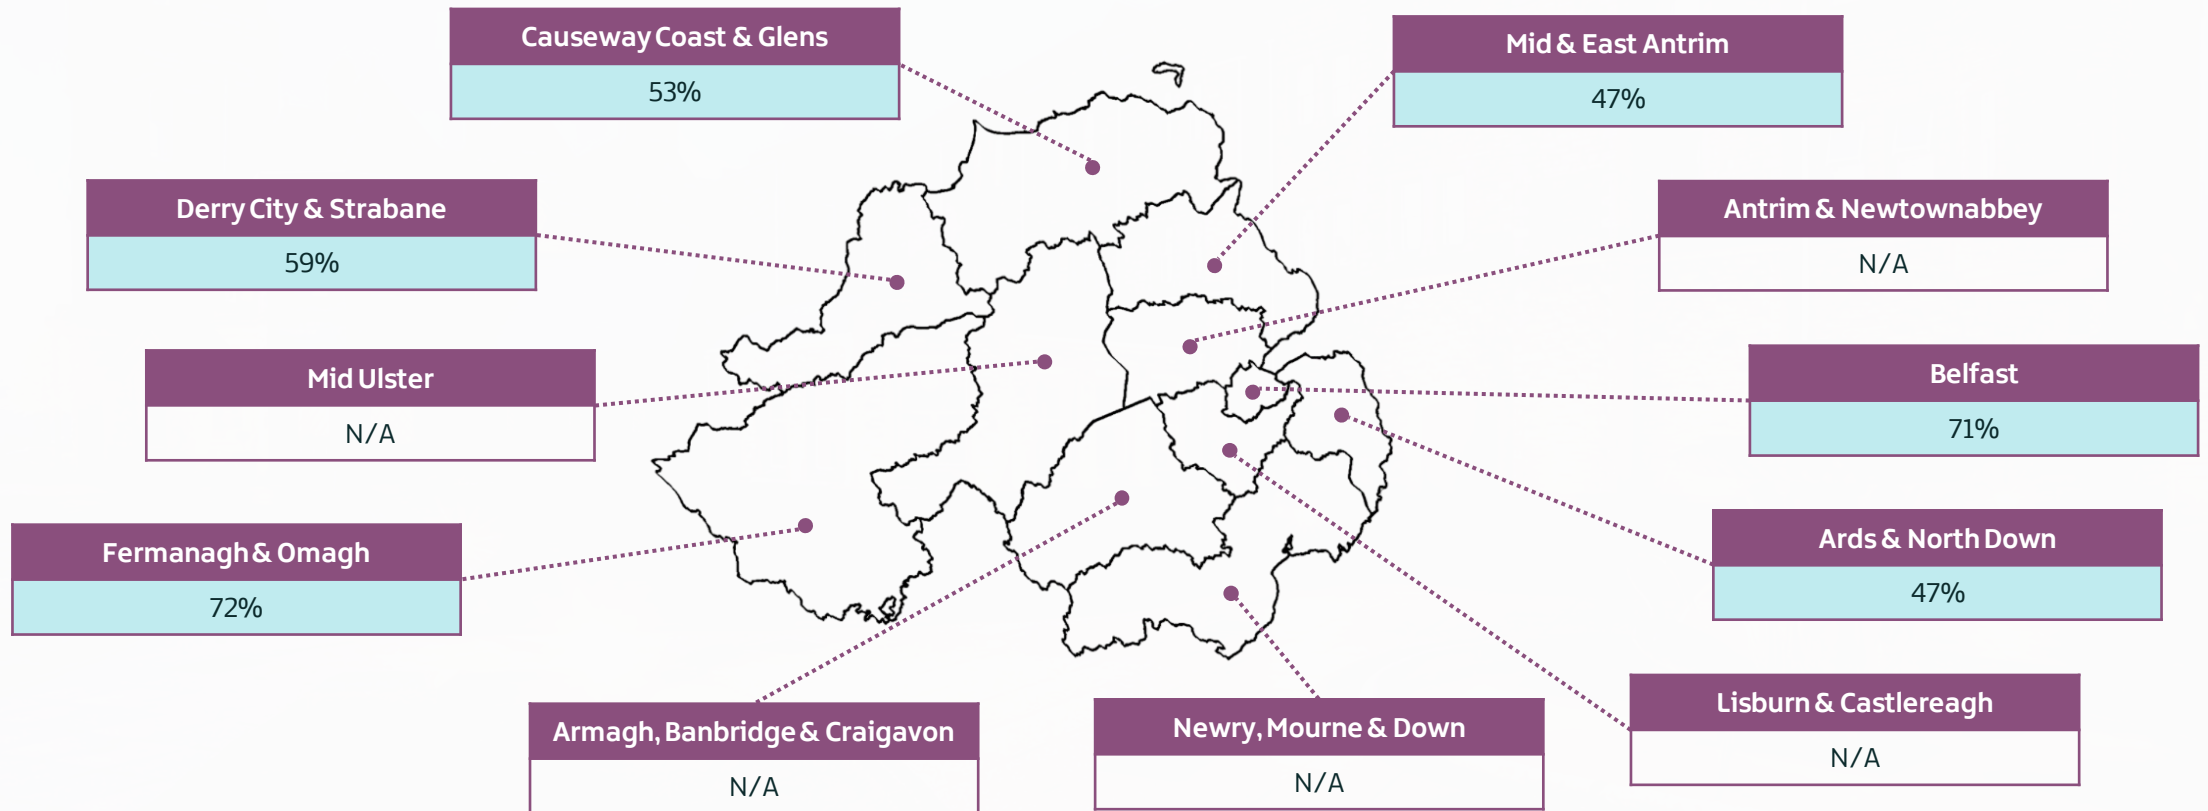 Causeway Coast & Glens
53%
Mid & East Antrim
47%
Derry City & Strabane
59%
Antrim & Newtownabbey
N/A
Mid Ulster
N/A
Belfast
71%
Fermanagh & Omagh
72%
Ards & North Down
47%
Armagh, Banbridge & Craigavon
N/A
Newry, Mourne & Down
N/A
Lisburn & Castlereagh
N/A